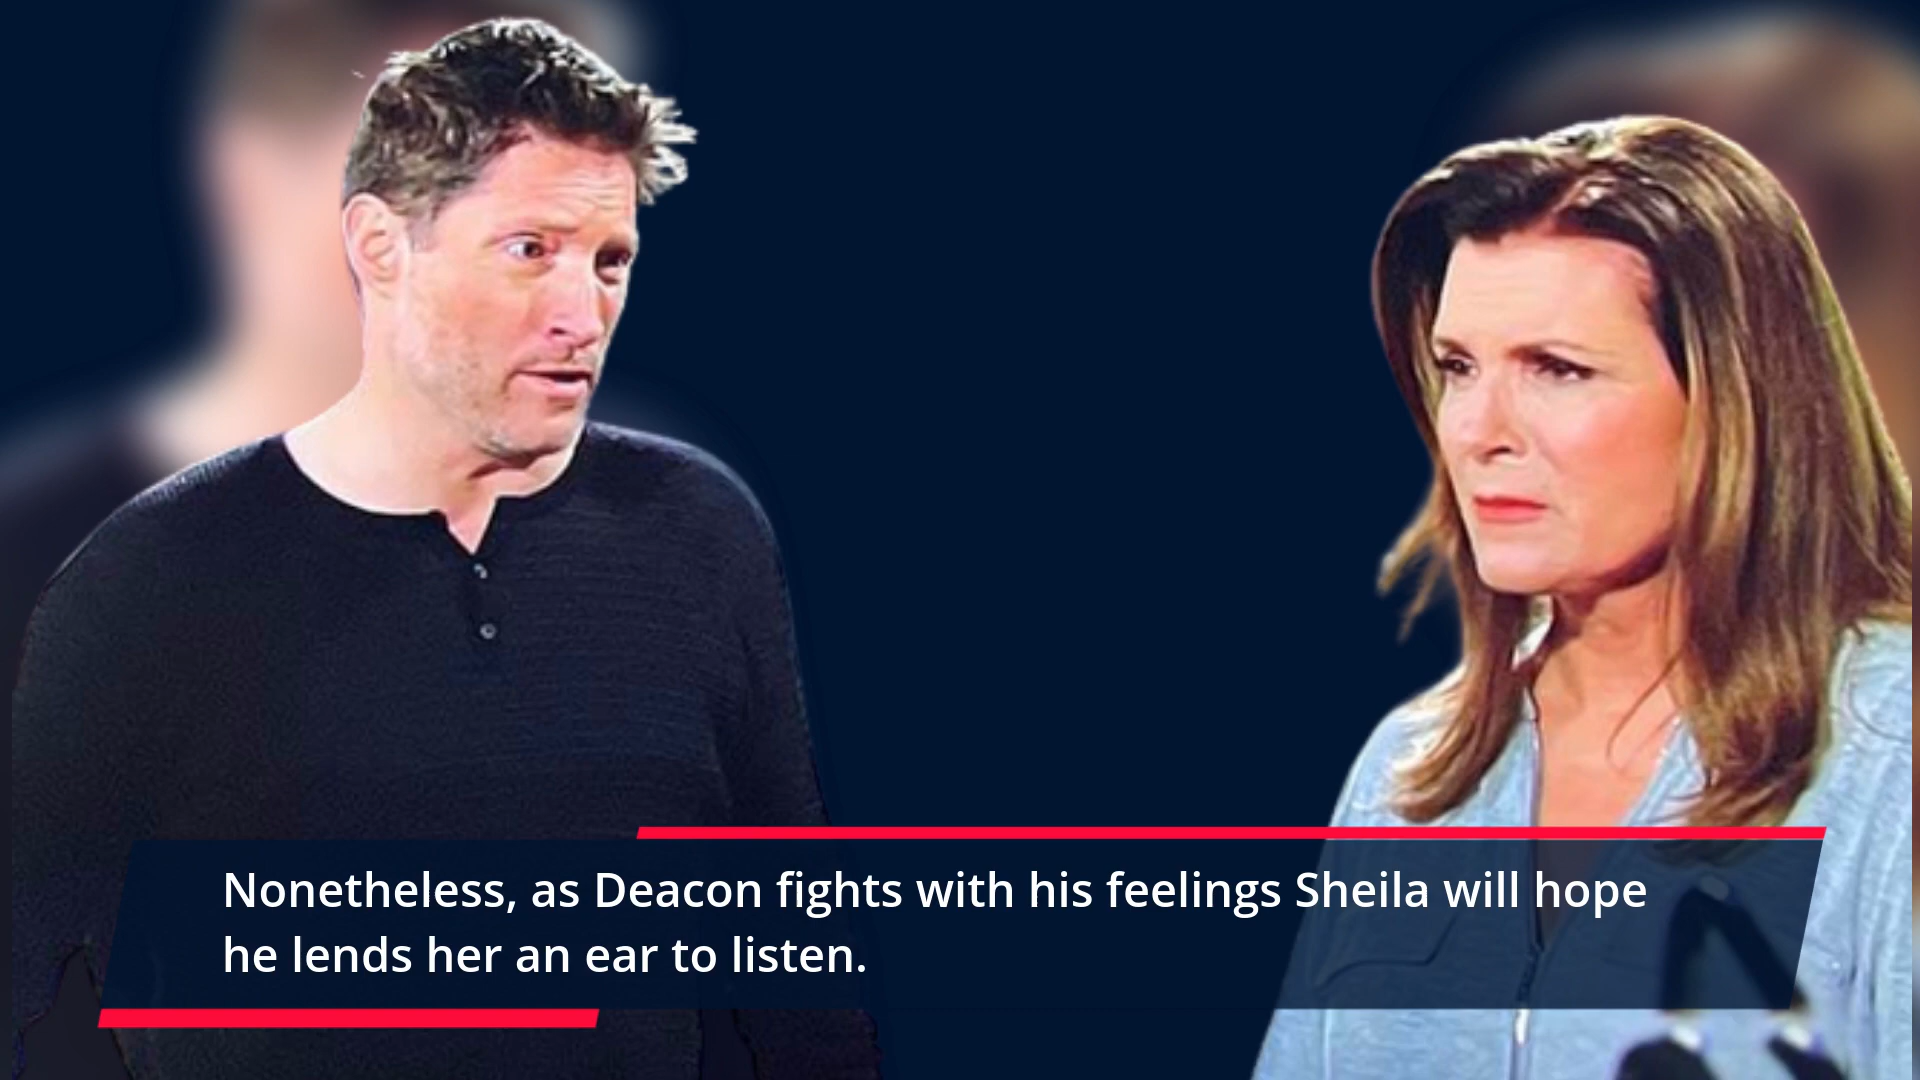 Nonetheless, as Deacon fights with his feelings Sheila will hope
he lends her an ear to listen.